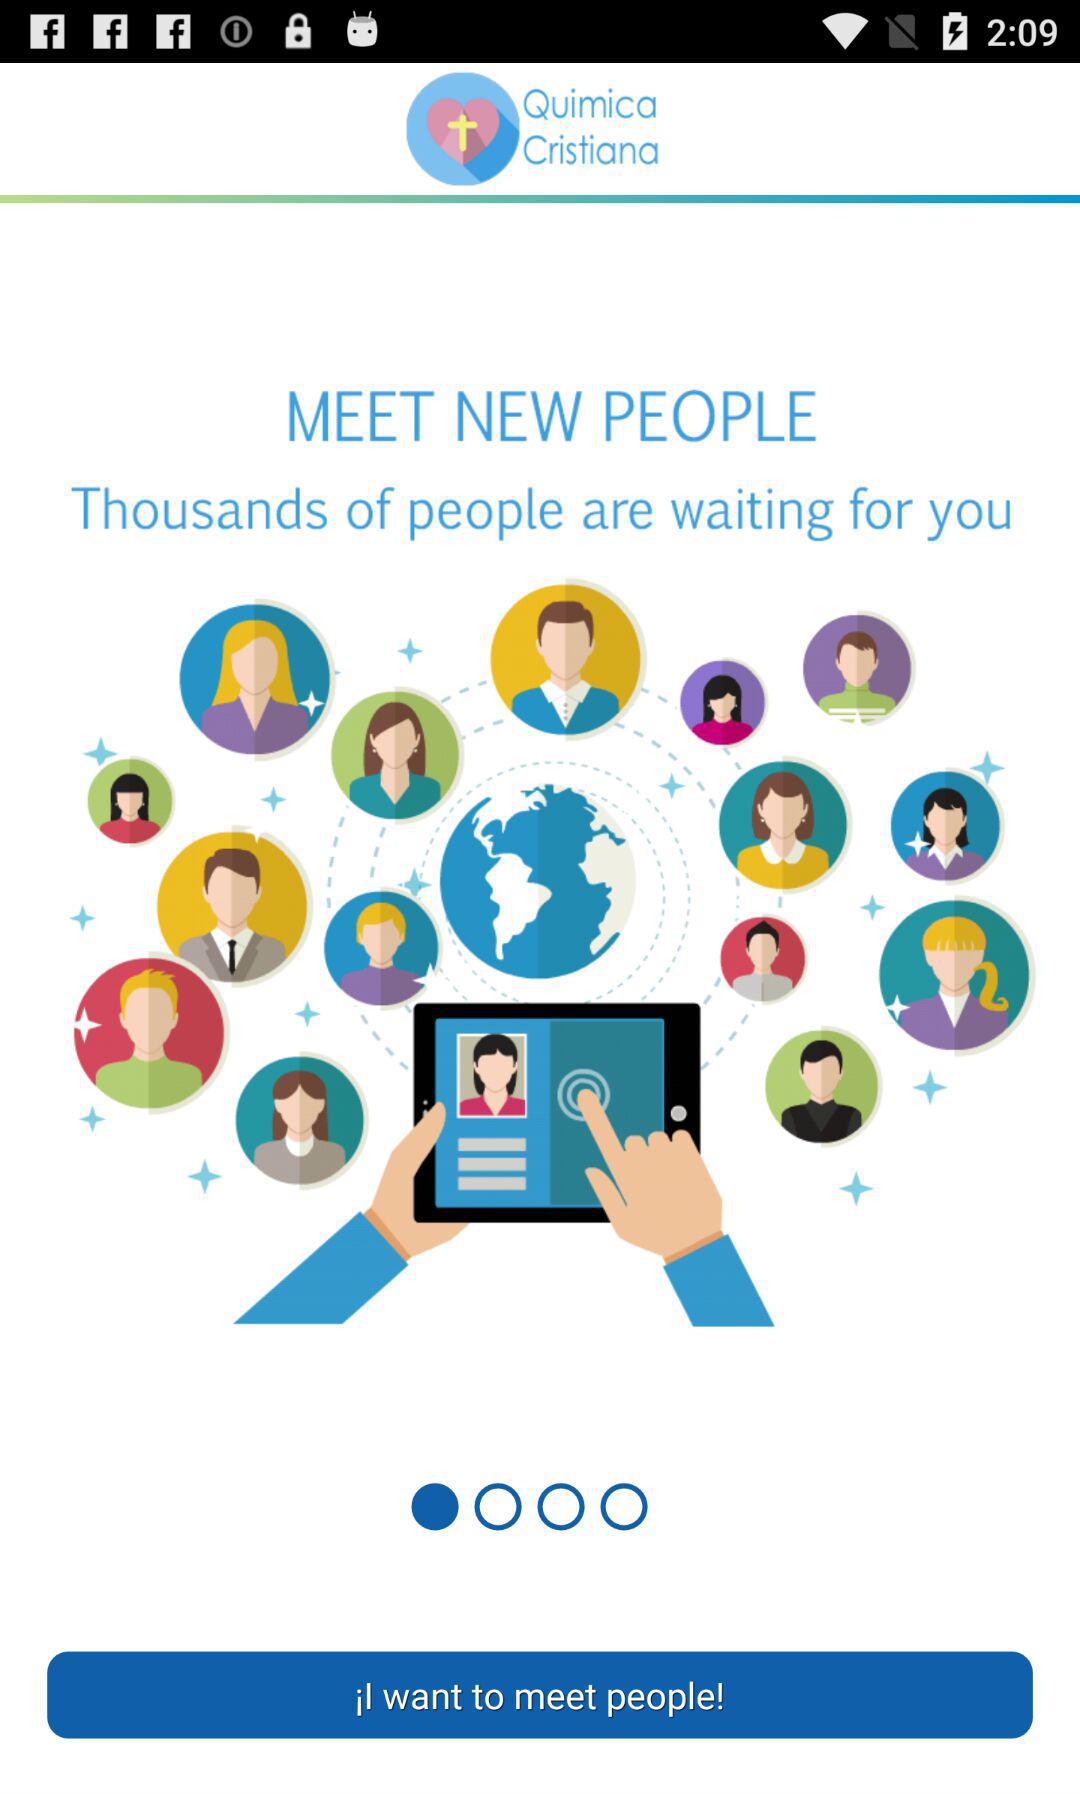 2:09
Quimica
Cristiana
MEET NEW PEOPLE
Thousands of people are waiting for you
¡I want to meet people!